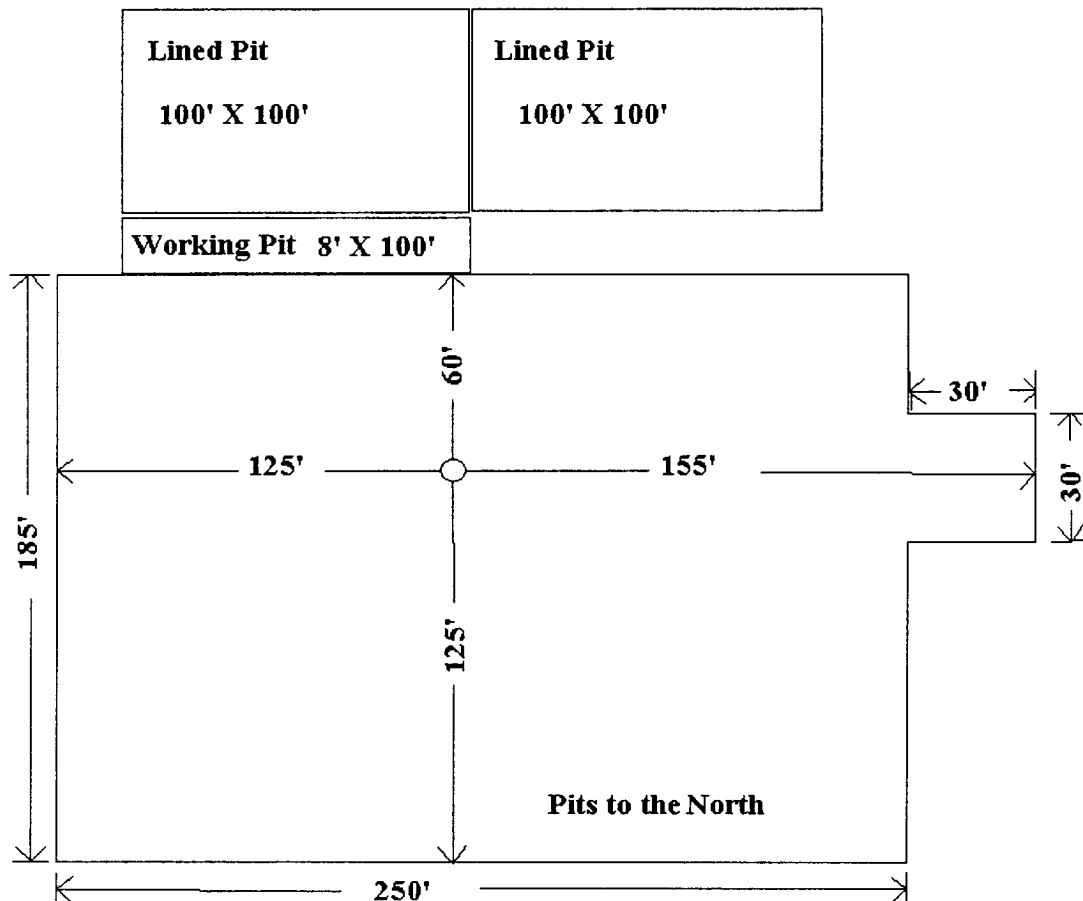 Lined Pit
100' X 100'
Lined Pit
100' X 100'
Working Pit 8' X 100'
60'
30'
125'
155'
30'
185'
125'
Pits to the North
250'